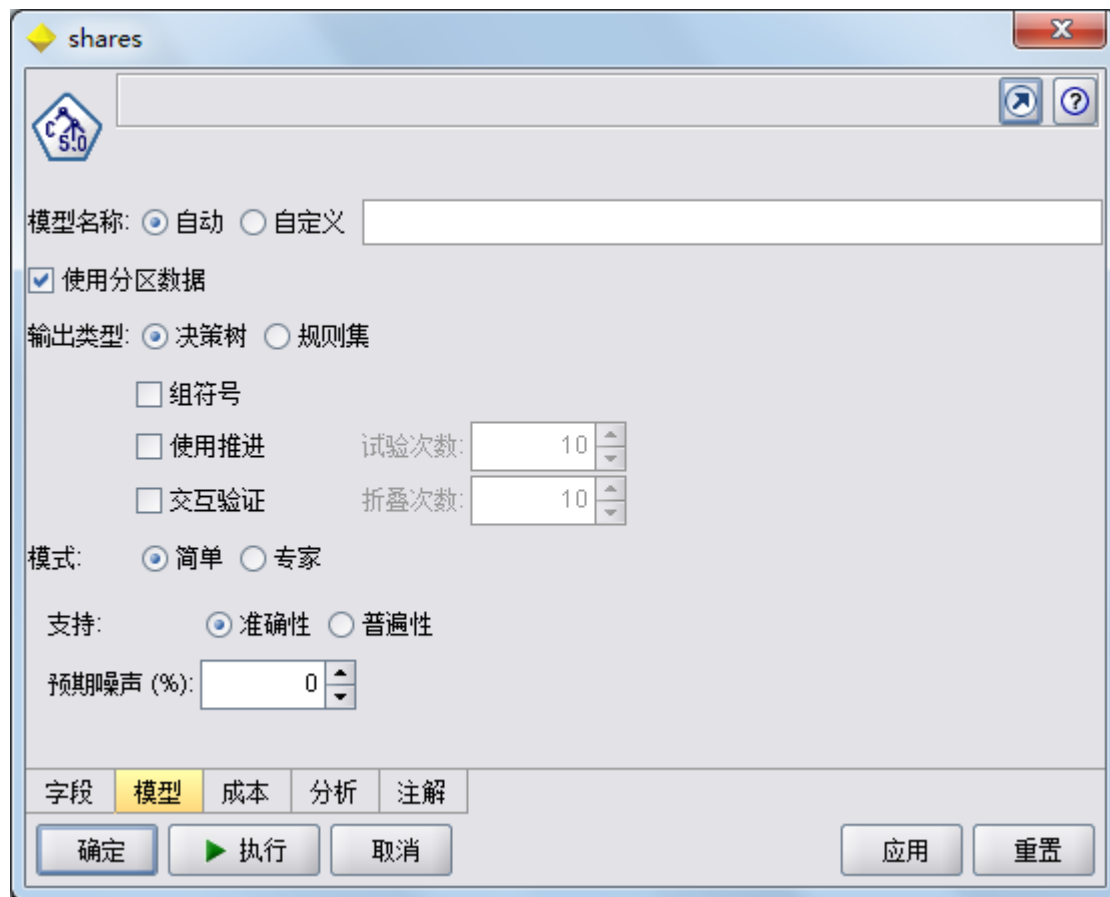 shares
C5.0
模型名称: 自动 自定义
使用分区数据
输出类型: 决策树 规则集
组符号
使用推进 试验次数: 10
交互验证 折叠次数: 10
模式: 简单 专家
支持: 准确性 普遍性
预期噪声 (%): 0
字段 模型 成本 分析 注解
确定 执行 取消 应用 重置